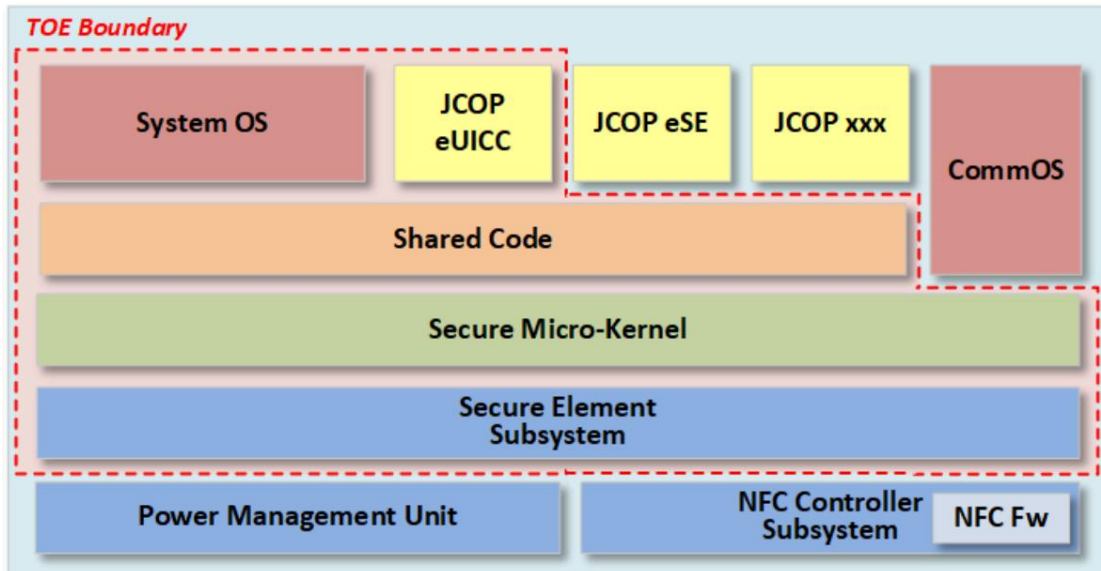 TOE Boundary
System OS
JCOP
eUICC
JCOP eSE
JCOP xxx
CommOS
Shared Code
Secure Micro-Kernel
Secure Element
Subsystem
Power Management Unit
NFC Controller
Subsystem
NFC Fw